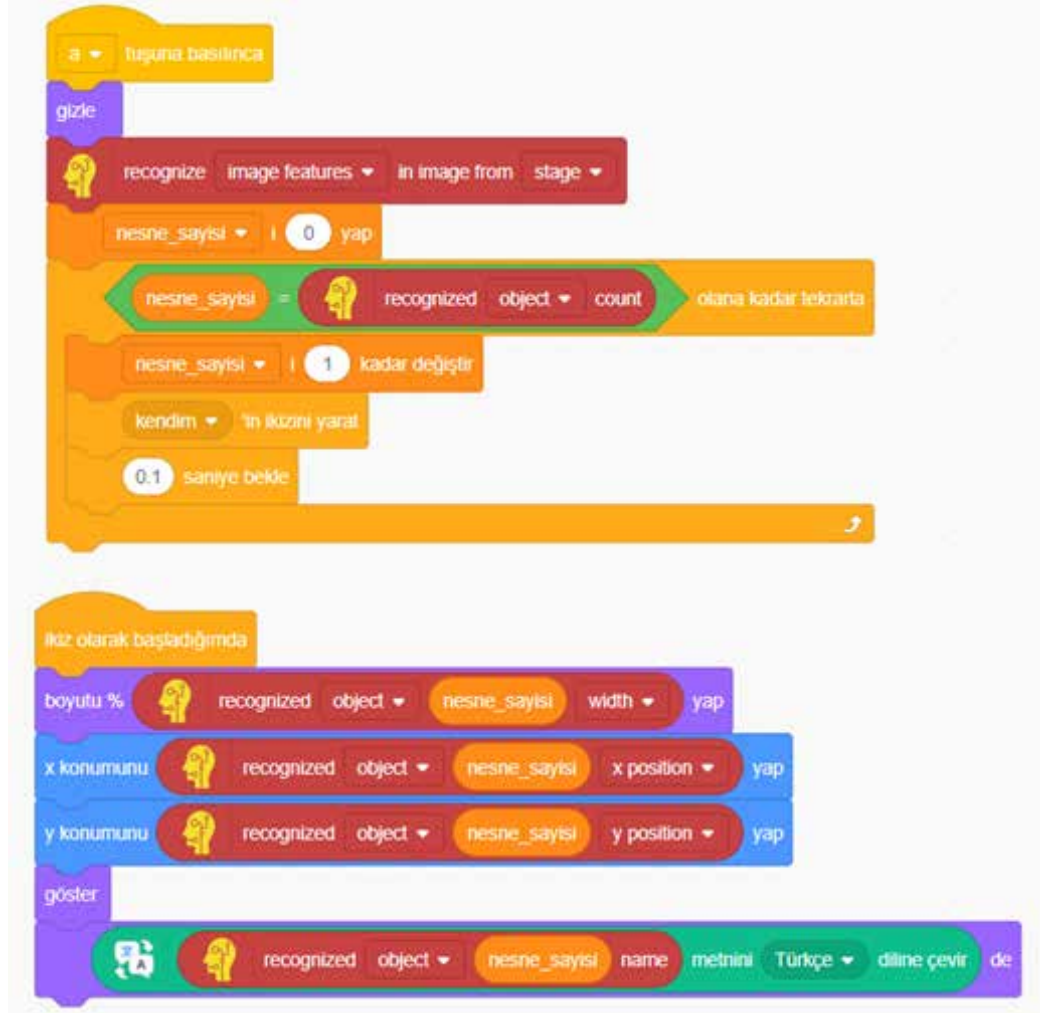 a tuşuna basılınca
gizle
recognize image features in image from stage
nesne_sayisi i 0 yap
nesne_sayisi = recognized object count olana kadar tekrarla
nesne_sayisi i 1 kadar değiştir
kendim 'in ikizini yarat
0.1 saniye bekle
ikiz olarak başladığımda
boyutu % recognized object nesne_sayisi width yap
x konumunu recognized object nesne_sayisi x position yap
y konumunu recognized object nesne_sayisi y position yap
göster
recognized object nesne_sayisi name metnini Türkçe diline çevir de